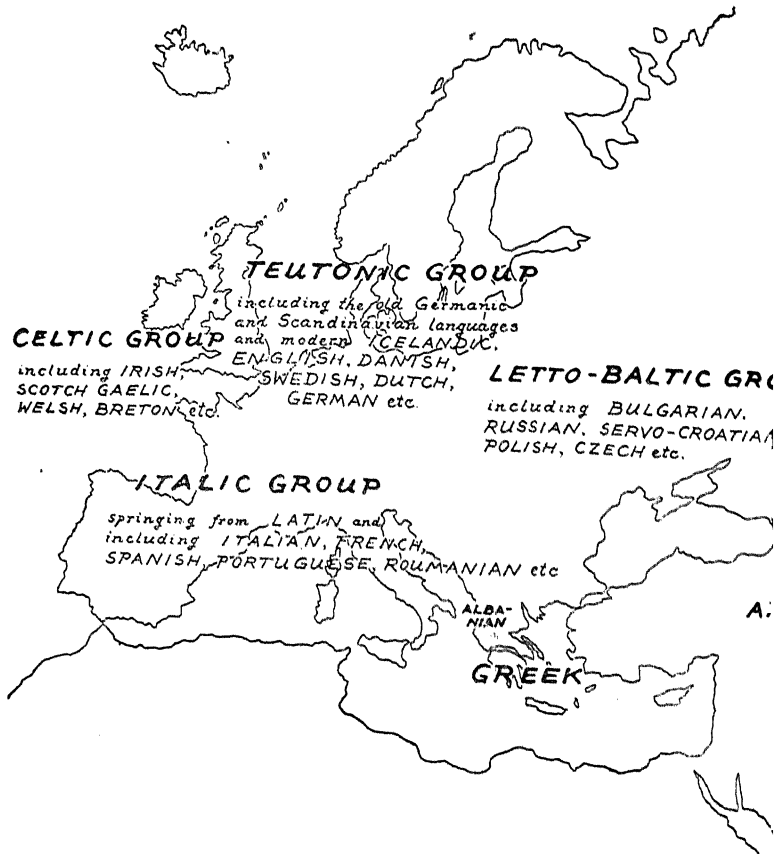 TEUTONIC GROUP
including the old Germanic
and Scandinavian languages
and modern ICELANDIC,
ENGLISH, DANISH,
SWEDISH, DUTCH,
GERMAN etc.
CELTIC GROUP
including IRISH,
SCOTCH GAELIC,
WELSH, BRETON etc.
LETTO-BALTIC GRO
including BULGARIAN.
RUSSIAN. SERVO-CROATIAN
POLISH, CZECH etc.
ITALIC GROUP
springing from LATIN and
including ITALIAN, FRENCH,
SPANISH, PORTUGUESE, ROUMANIAN etc
ALBA-
NIAN
GREEK